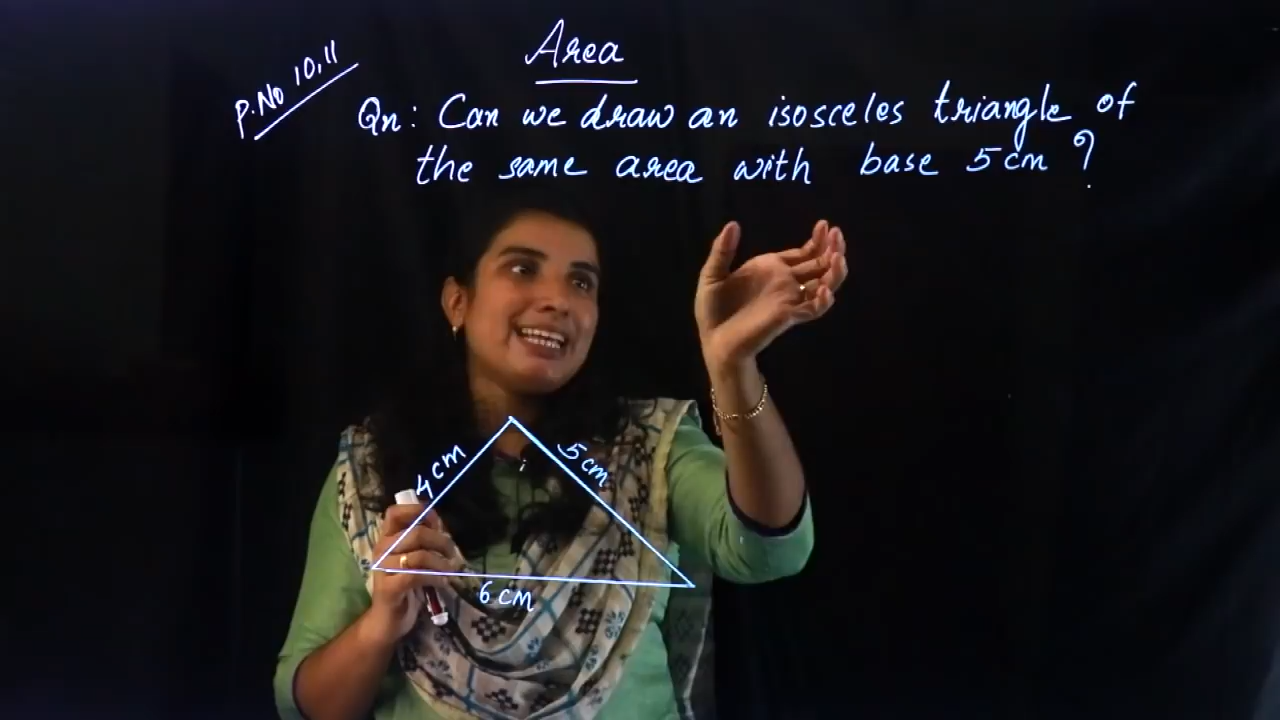 Area
P.No 10,11
Qn: Can we draw an isosceles triangle of
the same area with base 5cm ?
4cm
5cm
6cm